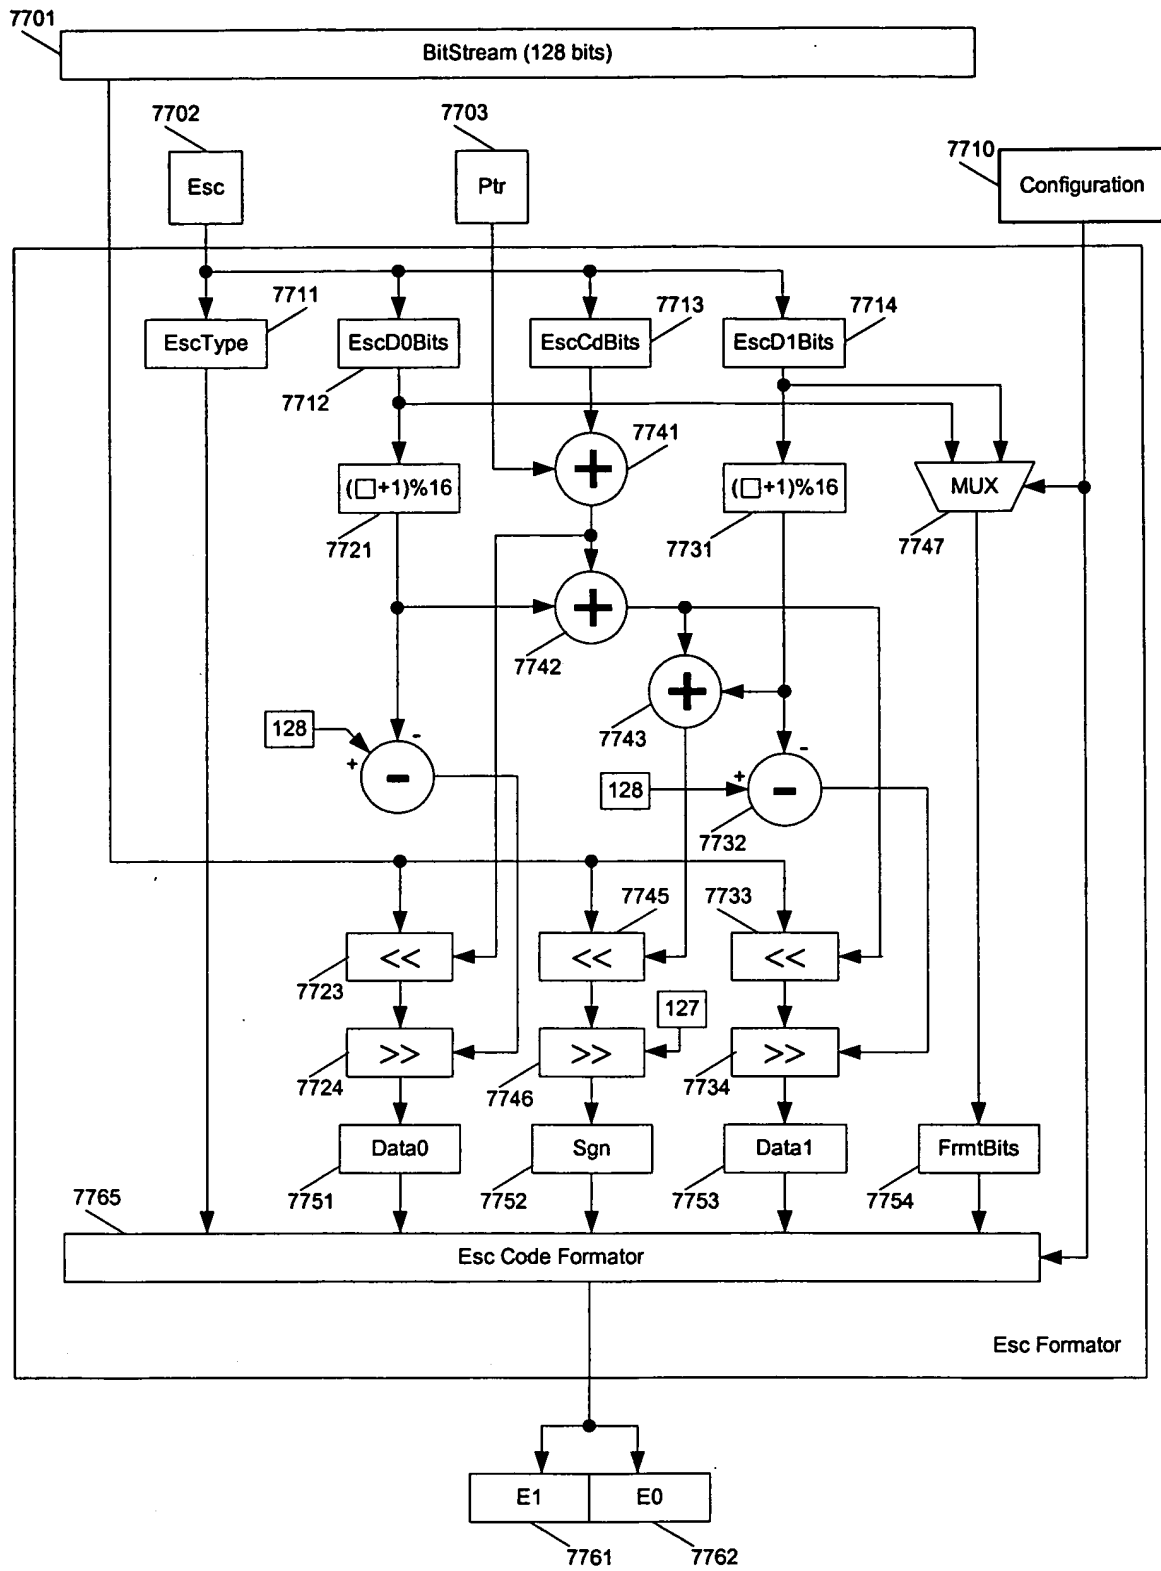 7701
BitStream (128 bits)
7702
7703
7710
Esc
Ptr
Configuration
7711
7713
7714
EscType
EscD0Bits
EscCdBits
EscD1Bits
7712
7741
(□+1)%16
(□+1)%16
MUX
7721
7731
7747
+
+
7742
+
7743
128
-
+
-
128
+
-
-
7732
7745
7733
<<
<<
<<
7723
127
>>
>>
>>
7724
7746
7734
Data0
Sgn
Data1
FrmtBits
7765
7751
7752
7753
7754
Esc Code Formator
Esc Formator
E1
E0
7761
7762